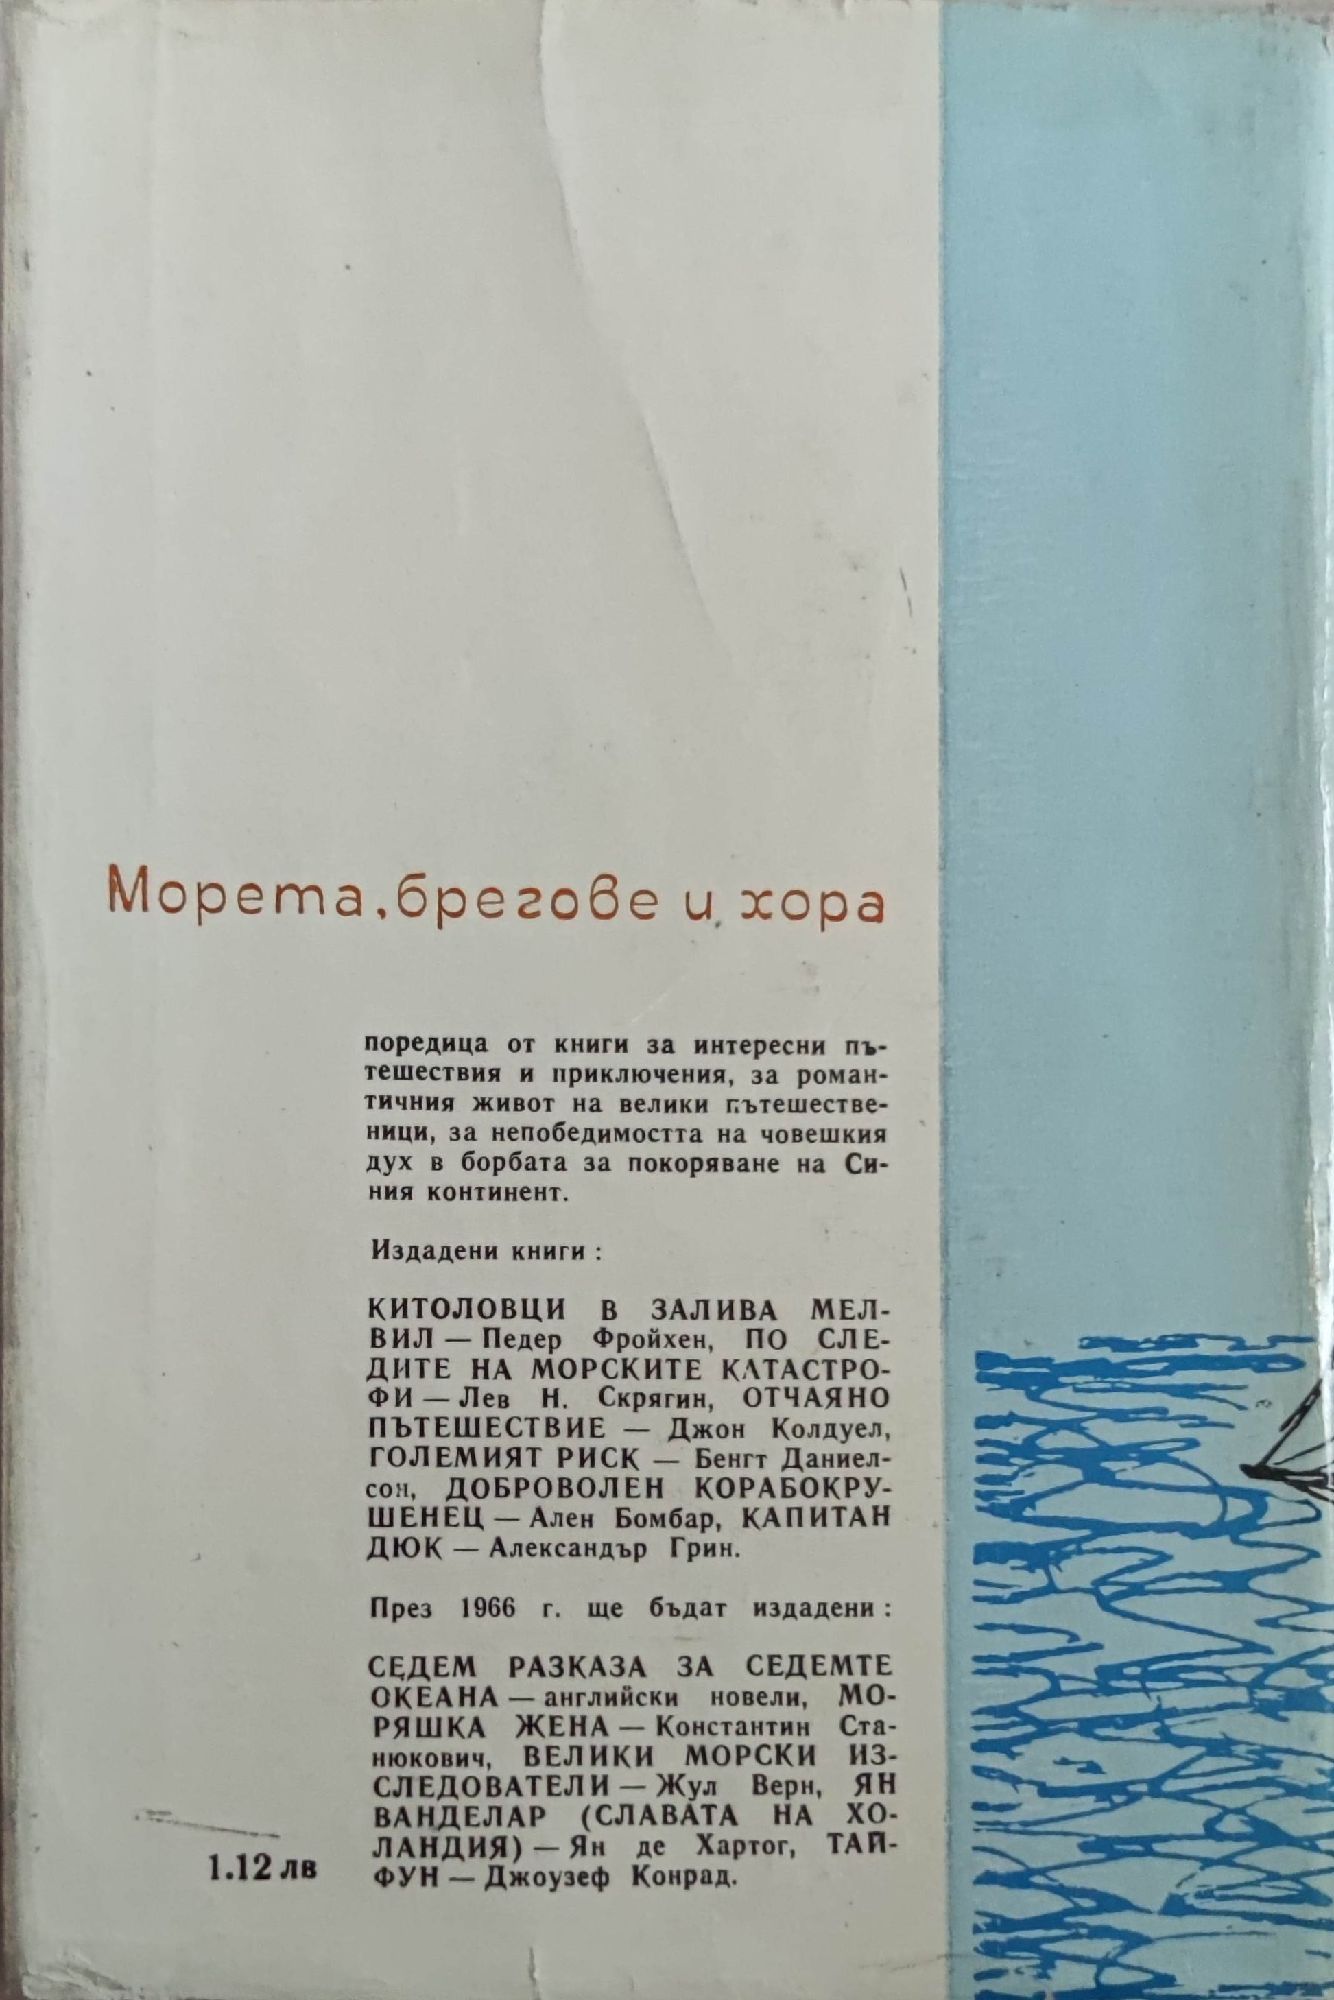 Морета, брегове и хора
поредица от книги за интересни пъ-
тешествия и приключения, за роман-
тичния живот на велики пътешестве-
ници, за непобедимостта на човешкия
дух в борбата за покоряване на Си-
ния континент.
Издадени книги :
КИТОЛОВЦИ В ЗАЛИВА МЕЛ-
ВИЛ — Педер Фройхен, ПО СЛЕ-
ДИТЕ НА МОРСКИТЕ КАТАСТРО-
ФИ — Лев Н. Скрягин, ОТЧАЯНО
ПЪТЕШЕСТВИЕ — Джон Колдуел,
ГОЛЕМИЯТ РИСК — Бенгт Даниел-
сон, ДОБРОВОЛЕН КОРАБОКРУ-
ШЕНЕЦ — Ален Бомбар, КАПИТАН
ДЮК — Александър Грин.
През 1966 г. ще бъдат издадени :
СЕДЕМ РАЗКАЗА ЗА СЕДЕМТЕ
ОКЕАНА — английски новели, МО-
РЯШКА ЖЕНА — Константин Ста-
нюкович, ВЕЛИКИ МОРСКИ ИЗ-
СЛЕДОВАТЕЛИ — Жул Верн, ЯН
ВАНДЕЛАР (СЛАВАТА НА ХО-
ЛАНДИЯ) — Ян де Хартог, ТАЙ-
ФУН — Джоузеф Конрад.
1.12 лв